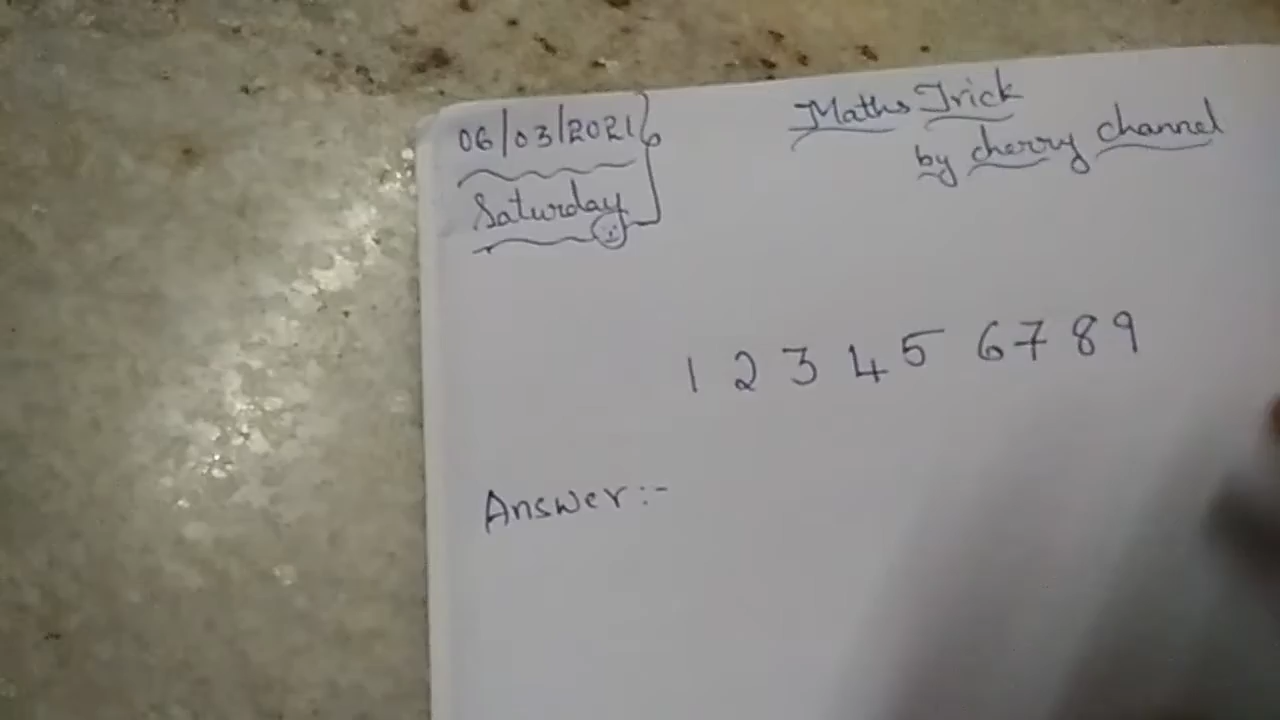 06/03/2021
Saturday
Maths Trick
by cherry channel
1 2 3 4 5 6 7 8 9
Answer :-